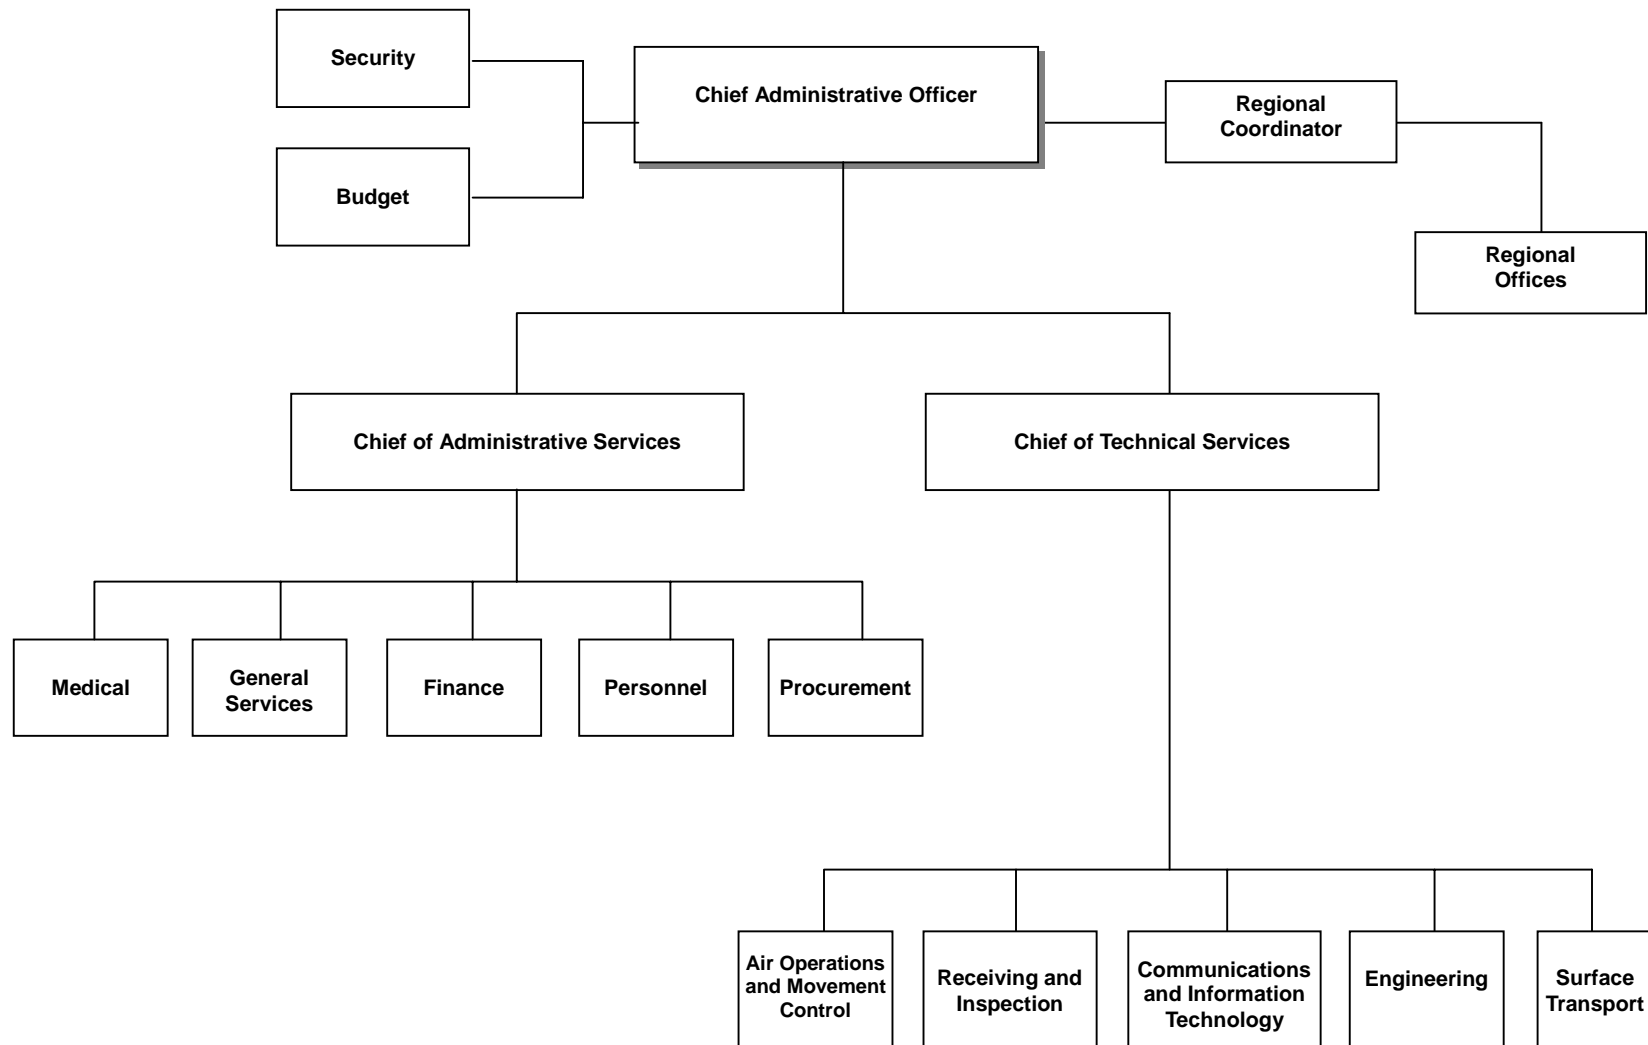 Security
Chief Administrative Officer
Regional
Coordinator
Budget
Regional
Offices
Chief of Administrative Services
Chief of Technical Services
Medical
General
Services
Finance
Personnel
Procurement
Air Operations
and Movement
Control
Receiving and
Inspection
Communications
and Information
Technology
Engineering
Surface
Transport